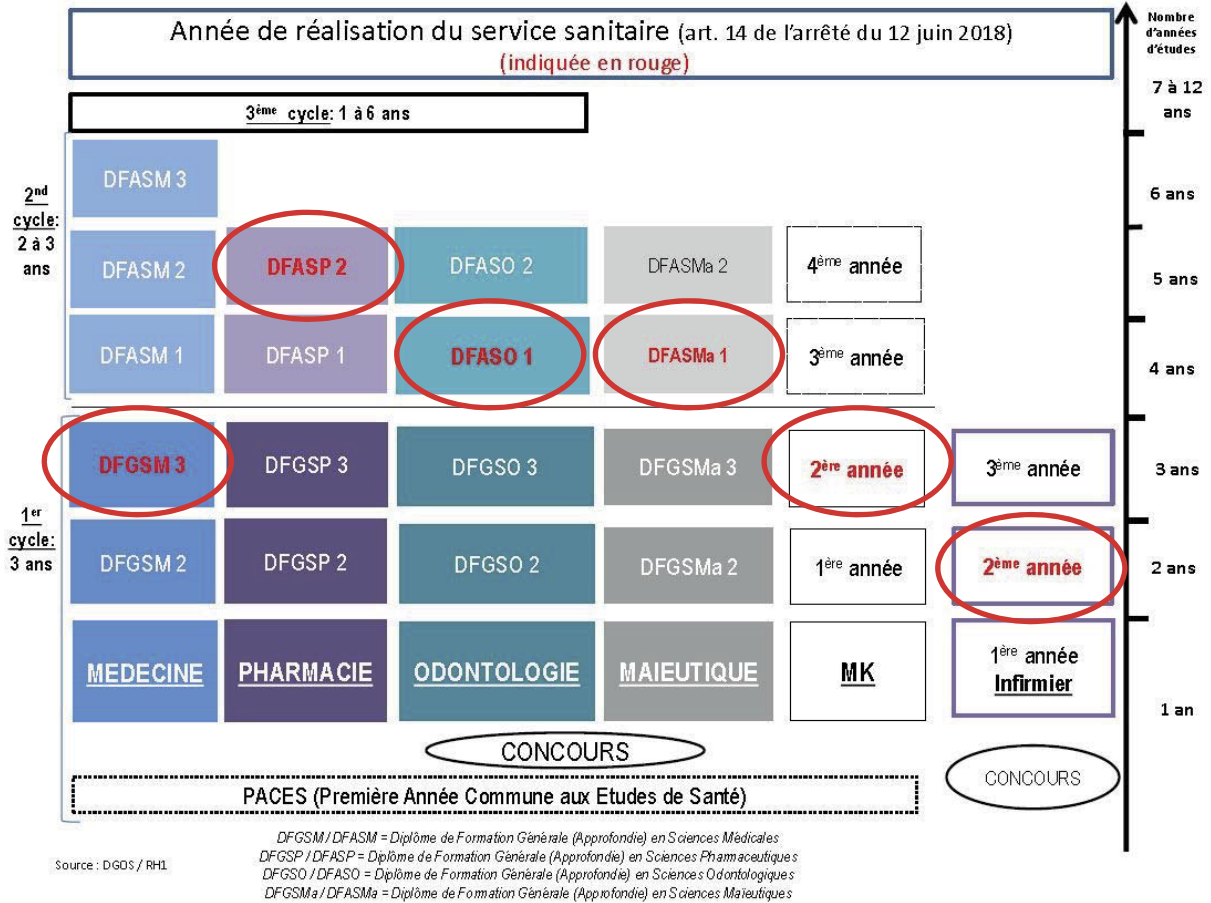 Année de réalisation du service sanitaire (art. 14 de l'arrêté du 12 juin 2018)
(indiquée en rouge)
Nombre
d'années
d'études
7 à 12
ans
3ème cycle: 1 à 6 ans
2nd
cycle:
2 à 3
ans
DFASM 3
6 ans
DFASM 2
DFASP 2
DFASO 2
DFASMa 2
4ème année
5 ans
DFASM 1
DFASP 1
DFASO 1
DFASMa 1
3ème année
4 ans
1er
cycle:
3 ans
DFGSM 3
DFGSP 3
DFGSO 3
DFGSMa 3
2ère année
3ème année
3 ans
DFGSM 2
DFGSP 2
DFGSO 2
DFGSMa 2
1ère année
2ème année
2 ans
MEDECINE
PHARMACIE
ODONTOLOGIE
MAIEUTIQUE
MK
1ère année
Infirmier
1 an
CONCOURS
CONCOURS
PACES (Première Année Commune aux Etudes de Santé)
DFGSM / DFASM = Diplôme de Formation Générale (Approfondie) en Sciences Médicales
DFGSP / DFASP = Diplôme de Formation Générale (Approfondie) en Sciences Pharmaceutiques
DFGSO / DFASO = Diplôme de Formation Générale (Approfondie) en Sciences Odontologiques
DFGSMa / DFASMa = Diplôme de Formation Générale (Approfondie) en Sciences Maïeutiques
Source : DGOS / RH1